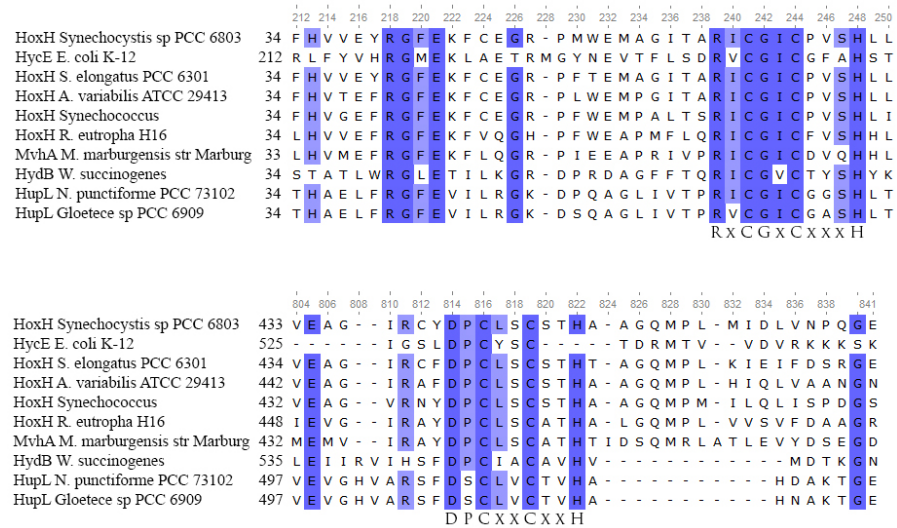 212 214 216 218 220 222 224 226 228 230 232 234 236 238 240 242 244 246 248 250
HoxH Synechocystis sp PCC 6803 34 F H V V E Y R G F E K F C E G R - P M W E M A G I T A R I C G I C P V S H L L
HycE E. coli K-12 212 R L F Y V H R G M E K L A E T R M G Y N E V T F L S D R V C G I C G F A H S T
HoxH S. elongatus PCC 6301 34 F H V V E Y R G F E K F C E G R - P F T E M A G I T A R I C G I C P V S H L L
HoxH A. variabilis ATCC 29413 34 F H V T E F R G F E K F C E G R - P L W E M P G I T A R I C G I C P V S H L L
HoxH Synechococcus 34 F H V G E F R G F E K F C E G R - P F W E M P A L T S R I C G I C P V S H L I
HoxH R. eutropha H16 34 L H V V E F R G F E K F V Q G H - P F W E A P M F L Q R I C G I C F V S H H L
MvhA M. marburgensis str Marburg 33 L H V M E F R G F E K F L Q G R - P I E E A P R I V P R I C G I C D V Q H H L
HydB W. succinogenes 34 S T A T L W R G L E T I L K G R - D P R D A G F F T Q R I C G V C T Y S H Y K
HupL N. punctiforme PCC 73102 34 T H A E L F R G F E V I L R G K - D P Q A G L I V T P R I C G I C G G S H L T
HupL Gloetece sp PCC 6909 34 T H A E L F R G F E V I L R G K - D S Q A G L I V T P R V C G I C G A S H L T
R x C G x C x x x H
804 806 808 810 812 814 816 818 820 822 824 826 828 830 832 834 836 838 841
HoxH Synechocystis sp PCC 6803 433 V E A G - - I R C Y D P C L S C S T H A - A G Q M P L - M I D L V N P Q G E
HycE E. coli K-12 525 - - - - - - I G S L D P C Y S C - - - - - T D R M T V - - V D V R K K K S K
HoxH S. elongatus PCC 6301 434 V E A G - - I R C F D P C L S C S T H T - A G Q M P L - K I E I F D S R G E
HoxH A. variabilis ATCC 29413 442 V E A G - - I R A F D P C L S C S T H A - A G Q M P L - H I Q L V A A N G N
HoxH Synechococcus 432 V E A G - - V R N Y D P C L S C S T H A - A G Q M P M - I L Q L I S P D G S
HoxH R. eutropha H16 448 I E V G - - I R A Y D P C L S C A T H A - L G Q M P L - V V S V F D A A G R
MvhA M. marburgensis str Marburg 432 M E M V - I R A Y D P C L S C A T H T I D S Q M R L A T L E V Y D S E G D
HydB W. succinogenes 535 L E I I R V I H S F D P C I A C A V H V - - - - - - - - - - M D T K G N
HupL N. punctiforme PCC 73102 497 V E V G H V A R S F D S C L V C T V H A - - - - - - - - - - H D A K T G E
HupL Gloetece sp PCC 6909 497 V E V G H V A R S F D P C L V C T V H A - - - - - - - - - - H N A K T G E
D P C x x C x x H